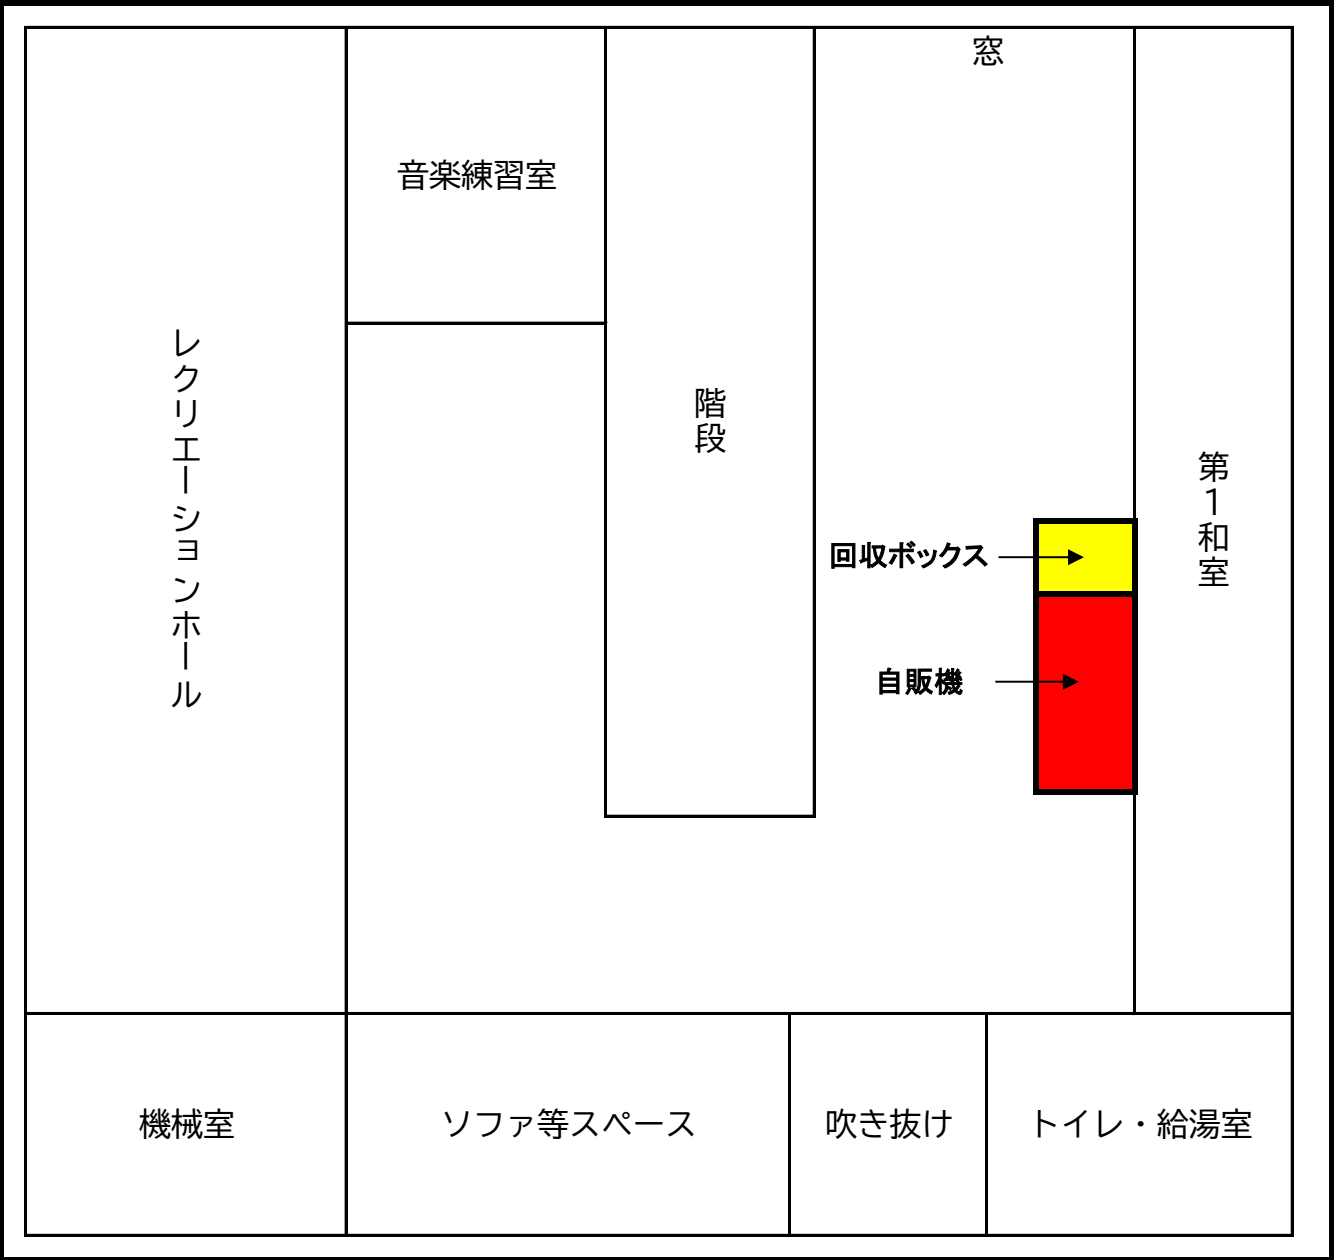 窓
音楽練習室
レクリエーションホール
階段
第１和室
回収ボックス
自販機
機械室
ソファ等スペース
吹き抜け
トイレ・給湯室